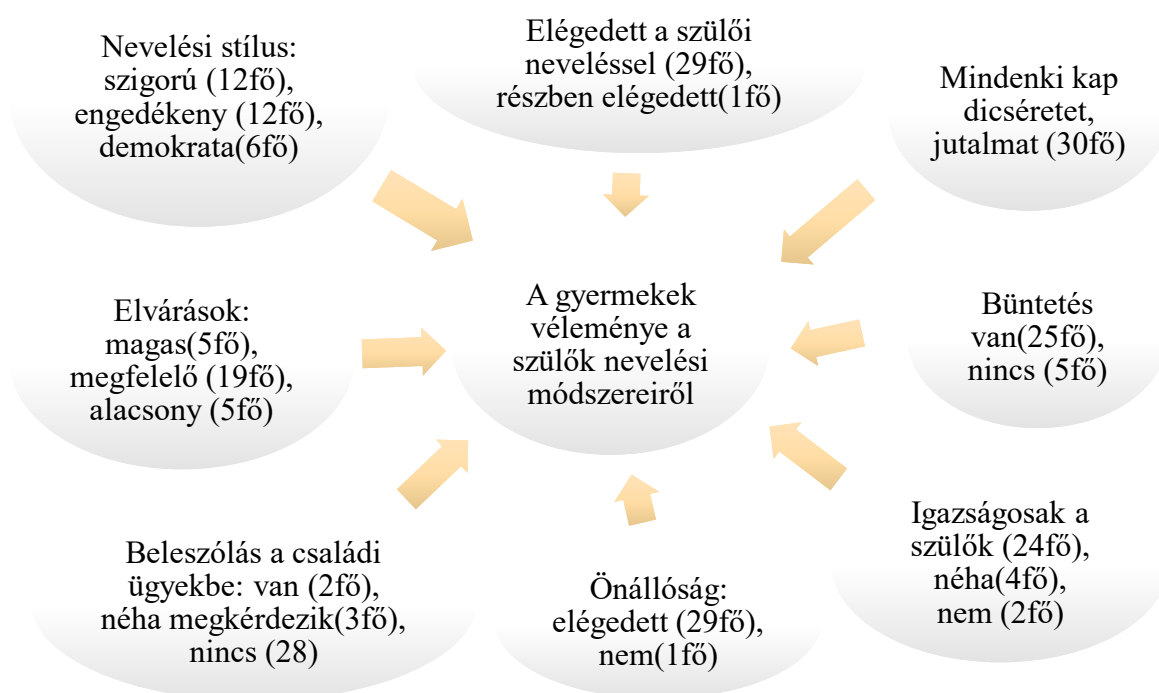 Nevelési stílus:
szigorú (12fő),
engedékeny (12fő),
demokrata(6fő)
Elégedett a szülői
neveléssel (29fő),
részben elégedett(1fő)
Mindenki kap
dicséretet,
jutalmat (30fő)
Elvárások:
magas(5fő),
megfelelő (19fő),
alacsony (5fő)
A gyermekek
véleménye a
szülők nevelési
módszereiről
Büntetés
van(25fő),
nincs (5fő)
Beleszólás a családi
ügyekbe: van (2fő),
néha megkérdezik(3fő),
nincs (28)
Önállóság:
elégedett (29fő),
nem(1fő)
Igazságosak a
szülők (24fő),
néha(4fő),
nem (2fő)